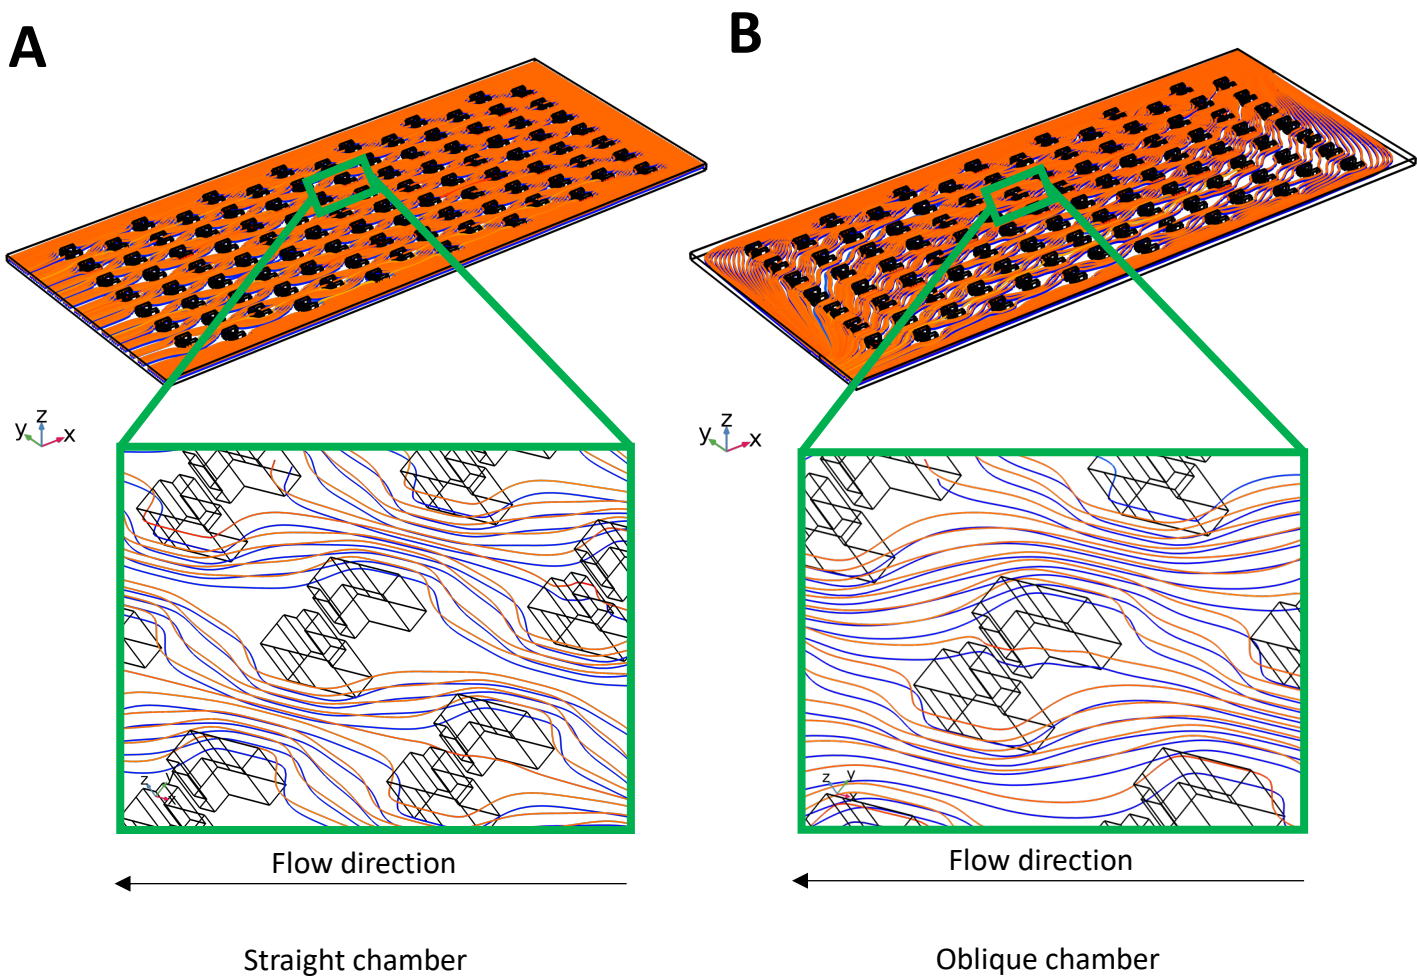 A
B
z
y
x
z
y
x
z
y
x
z
y
x
Flow direction
Flow direction
Straight chamber
Oblique chamber